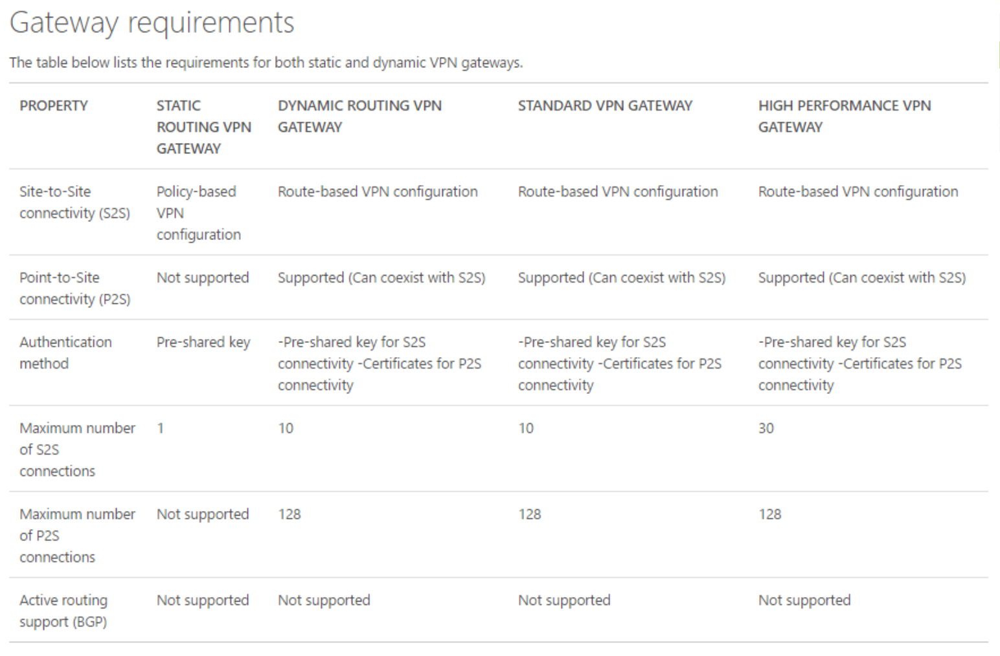 Gateway requirements
The table below lists the requirements for both static and dynamic VPN gateways.
PROPERTY STATIC ROUTING VPN GATEWAY DYNAMIC ROUTING VPN GATEWAY STANDARD VPN GATEWAY HIGH PERFORMANCE VPN GATEWAY
Site-to-Site connectivity (S2S) Policy-based VPN configuration Route-based VPN configuration Route-based VPN configuration Route-based VPN configuration
Point-to-Site connectivity (P2S) Not supported Supported (Can coexist with S2S) Supported (Can coexist with S2S) Supported (Can coexist with S2S)
Authentication method Pre-shared key -Pre-shared key for S2S connectivity -Certificates for P2S connectivity -Pre-shared key for S2S connectivity -Certificates for P2S connectivity -Pre-shared key for S2S connectivity -Certificates for P2S connectivity
Maximum number of S2S connections 1 10 10 30
Maximum number of P2S connections Not supported 128 128 128
Active routing support (BGP) Not supported Not supported Not supported Not supported